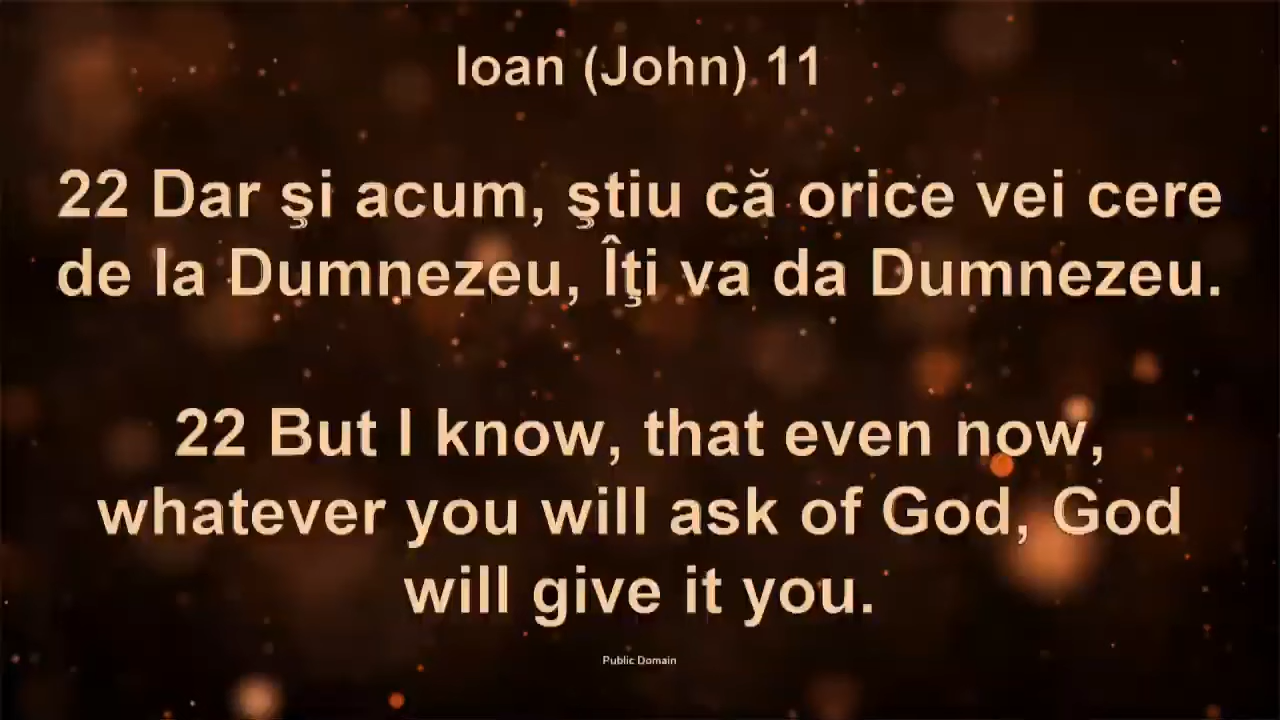 Ioan (John) 11
22 Dar şi acum, ştiu că orice vei cere
de la Dumnezeu, Îţi va da Dumnezeu.
22 But I know, that even now,
whatever you will ask of God, God
will give it you.
Public Domain